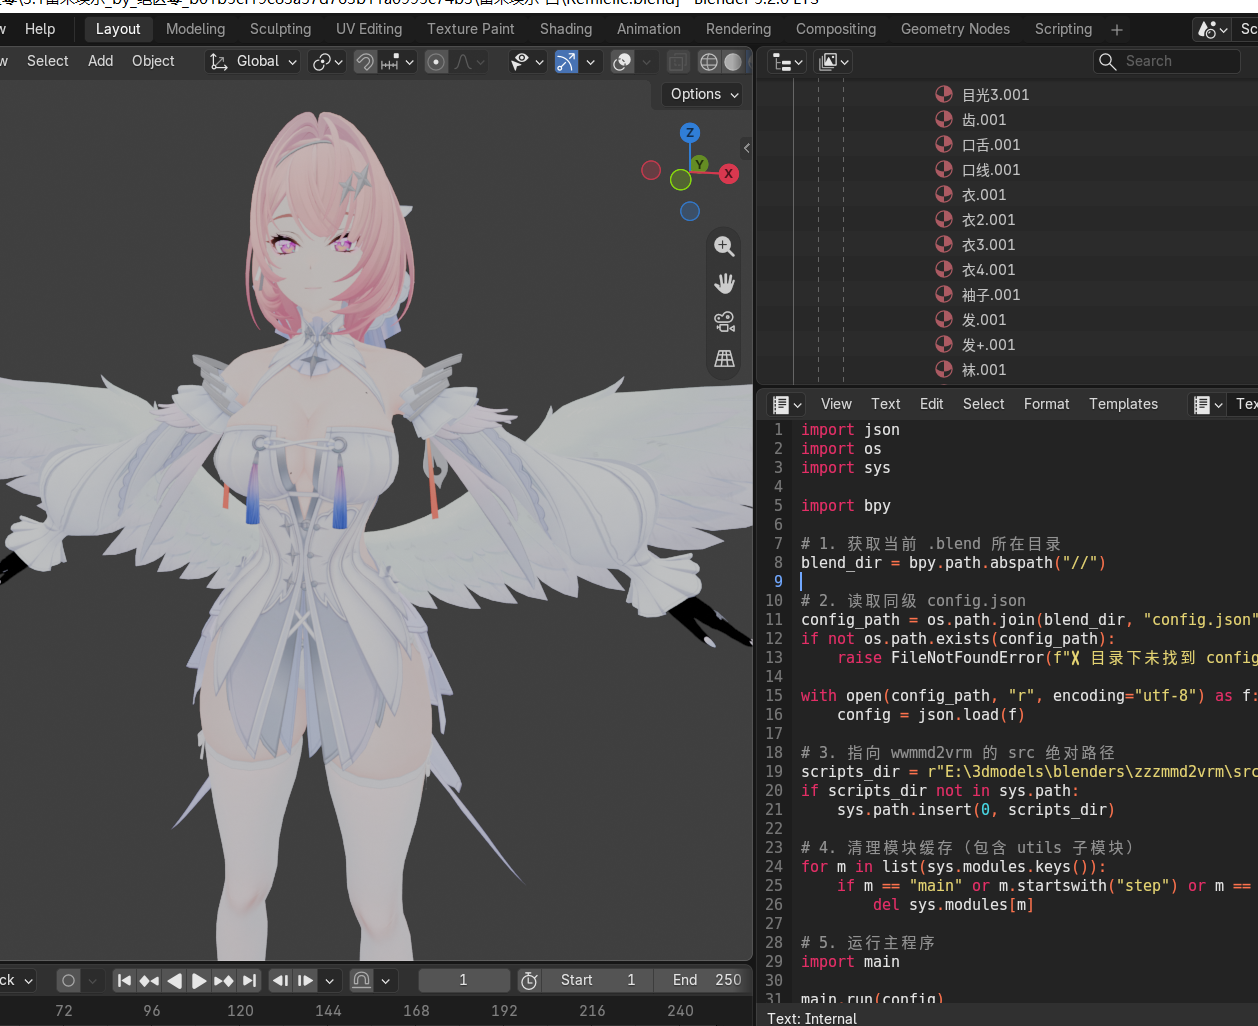 Help
Layout
Modeling
Sculpting
UV Editing
Texture Paint
Shading
Animation
Rendering
Compositing
Geometry Nodes
Scripting
+
Sc
Select
Add
Object
Global
Search
Options
Z
Y
X
目光3.001
齿.001
口舌.001
口线.001
衣.001
衣2.001
衣3.001
衣4.001
袖子.001
发.001
发+.001
袜.001
View
Text
Edit
Select
Format
Templates
Tex
1 import json
2 import os
3 import sys
4
5 import bpy
6
7 # 1. 获取当前 .blend 所在目录
8 blend_dir = bpy.path.abspath("//")
9
10 # 2. 读取同级 config.json
11 config_path = os.path.join(blend_dir, "config.json"
12 if not os.path.exists(config_path):
13     raise FileNotFoundError(f"❌ 目录下未找到 config
14
15 with open(config_path, "r", encoding="utf-8") as f:
16     config = json.load(f)
17
18 # 3. 指向 wwmmd2vrm 的 src 绝对路径
19 scripts_dir = r"E:\3dmodels\blenders\zzzmmd2vrm\src
20 if scripts_dir not in sys.path:
21     sys.path.insert(0, scripts_dir)
22
23 # 4. 清理模块缓存（包含 utils 子模块）
24 for m in list(sys.modules.keys()):
25     if m == "main" or m.startswith("step") or m ==
26         del sys.modules[m]
27
28 # 5. 运行主程序
29 import main
30
31 main.run(config)
Text: Internal
ck
1
Start 1
End 250
72 96 120 144 168 192 216 240